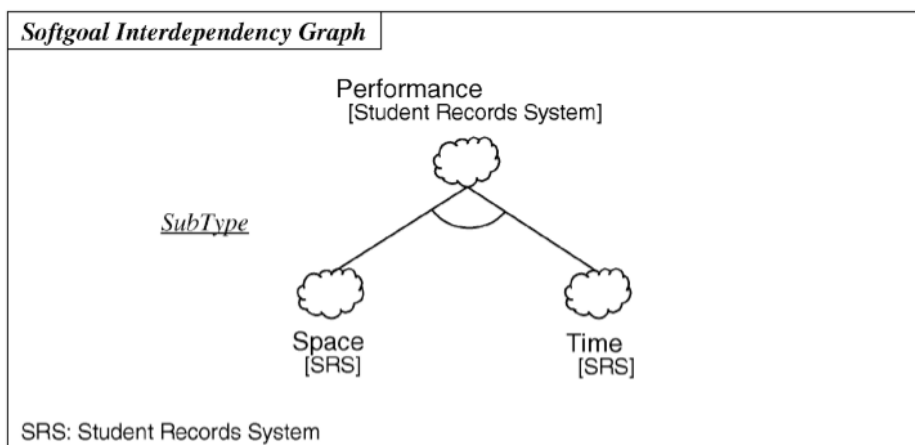 Softgoal Interdependency Graph
Performance
[Student Records System]
SubType
Space
[SRS]
Time
[SRS]
SRS: Student Records System